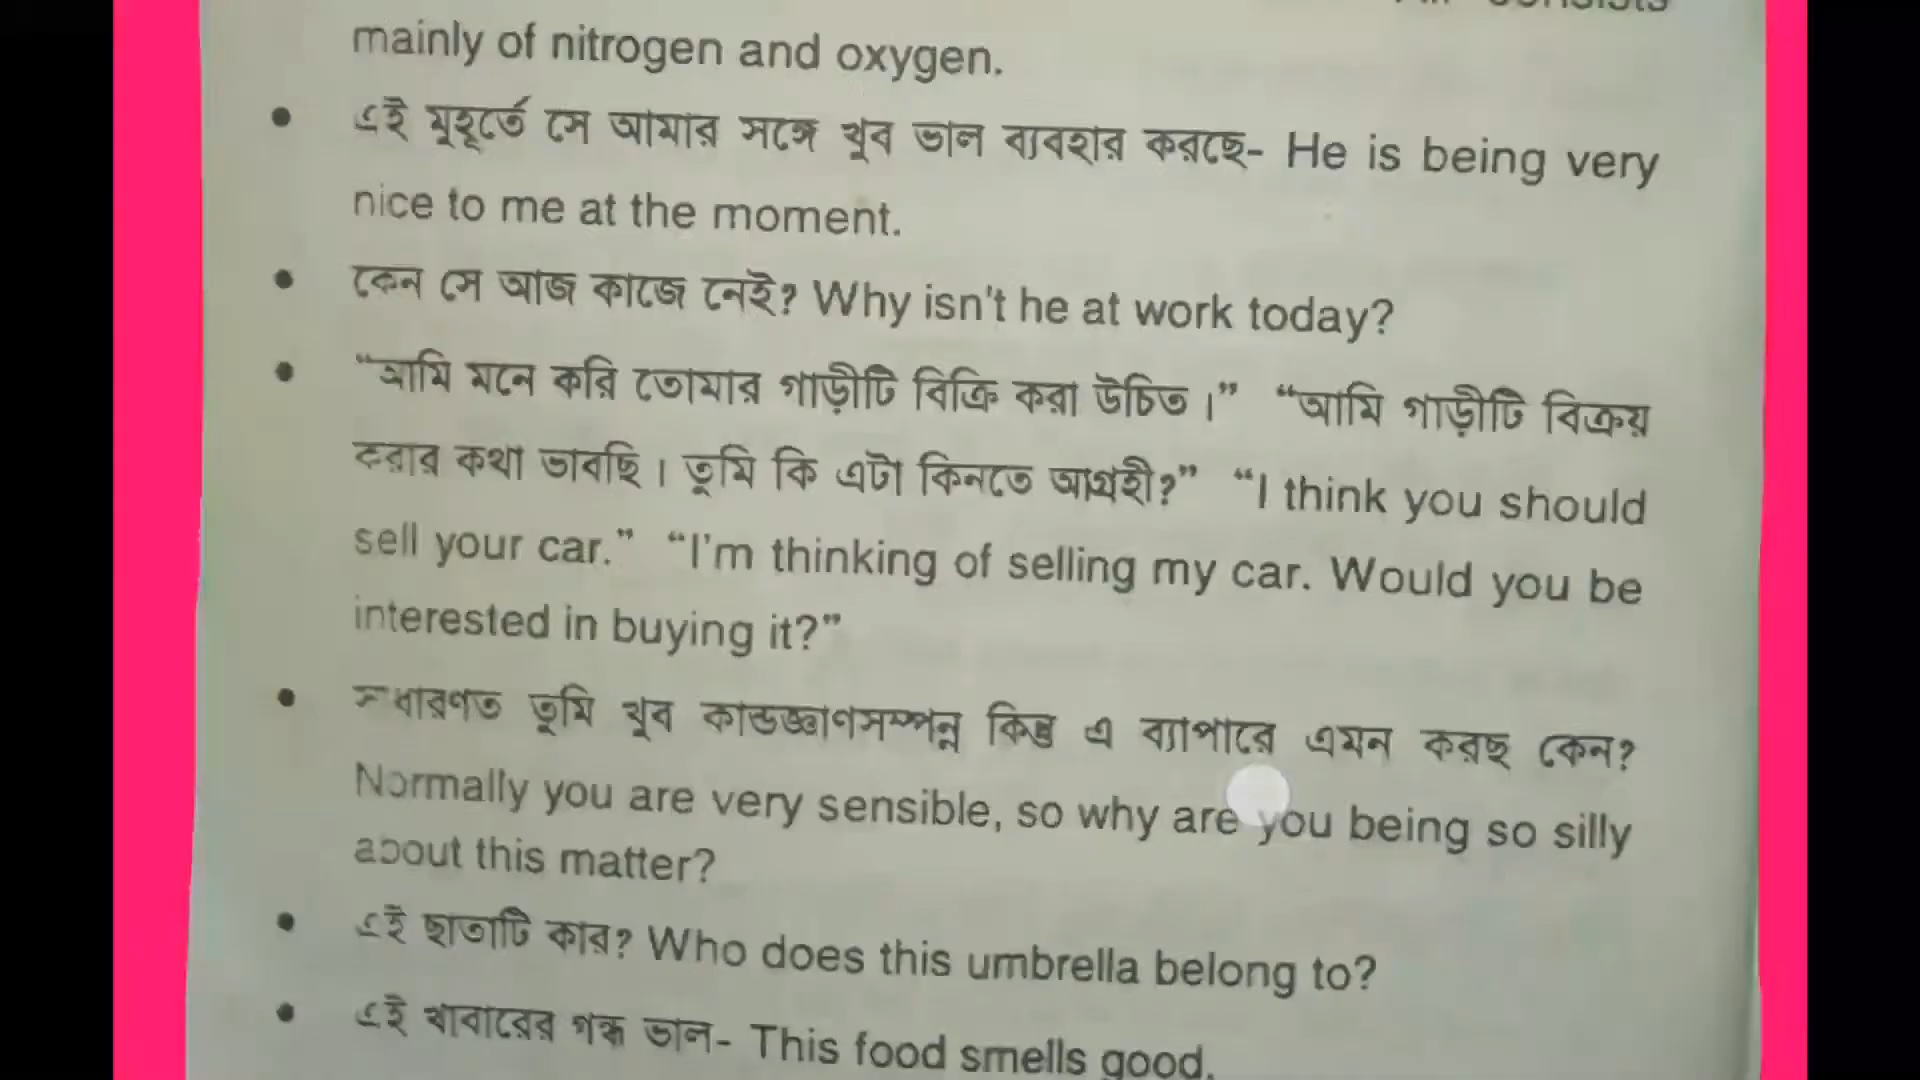 consists
mainly of nitrogen and oxygen.
• এই মুহূর্তে সে আমার সঙ্গে খুব ভাল ব্যবহার করছে- He is being very
nice to me at the moment.
• কেন সে আজ কাজে নেই? Why isn't he at work today?
• “আমি মনে করি তোমার গাড়ীটি বিক্রি করা উচিত।” “আমি গাড়ীটি বিক্রয়
করার কথা ভাবছি। তুমি কি এটা কিনতে আগ্রহী?” “I think you should
sell your car.” “I'm thinking of selling my car. Would you be
interested in buying it?”
• সাধারণত তুমি খুব কান্ডজ্ঞাণসম্পন্ন কিন্তু এ ব্যাপারে এমন করছ কেন?
Normally you are very sensible, so why are you being so silly
about this matter?
• এই ছাতাটি কার? Who does this umbrella belong to?
• এই খাবারের গন্ধ ভাল- This food smells good.